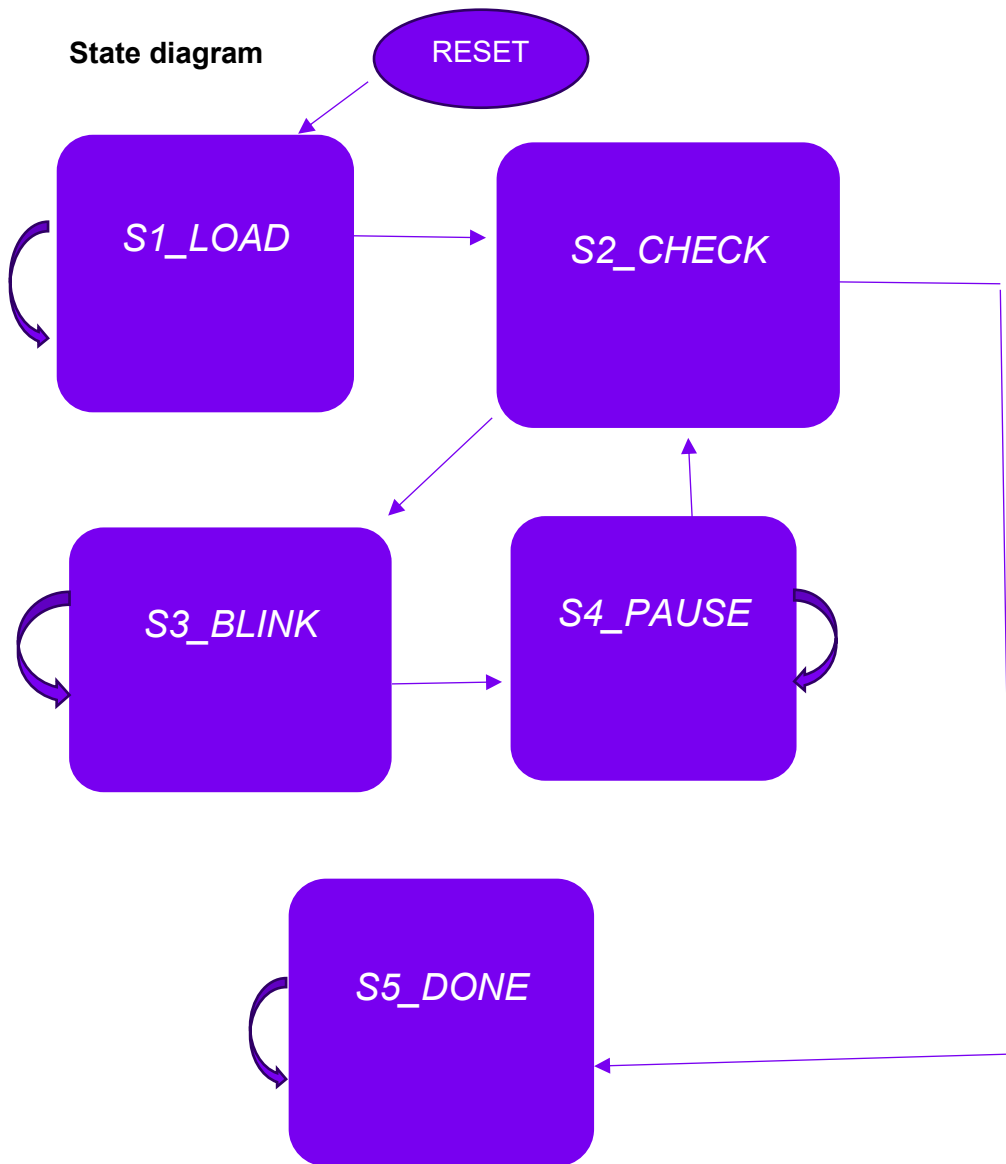 State diagram
RESET
S1_LOAD
S2_CHECK
S3_BLINK
S4_PAUSE
S5_DONE